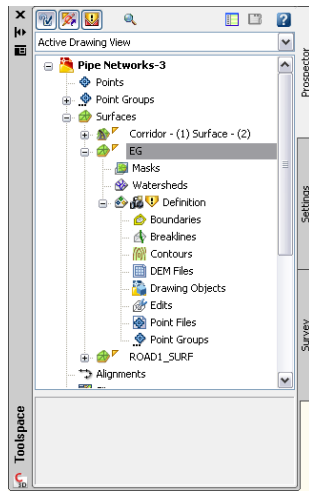 Active Drawing View
Pipe Networks-3
Points
Point Groups
Surfaces
Corridor - (1) Surface - (2)
EG
Masks
Watersheds
Definition
Boundaries
Breaklines
Contours
DEM Files
Drawing Objects
Edits
Point Files
Point Groups
ROAD1_SURF
Alignments
Prospector
Settings
Survey
Toolspace